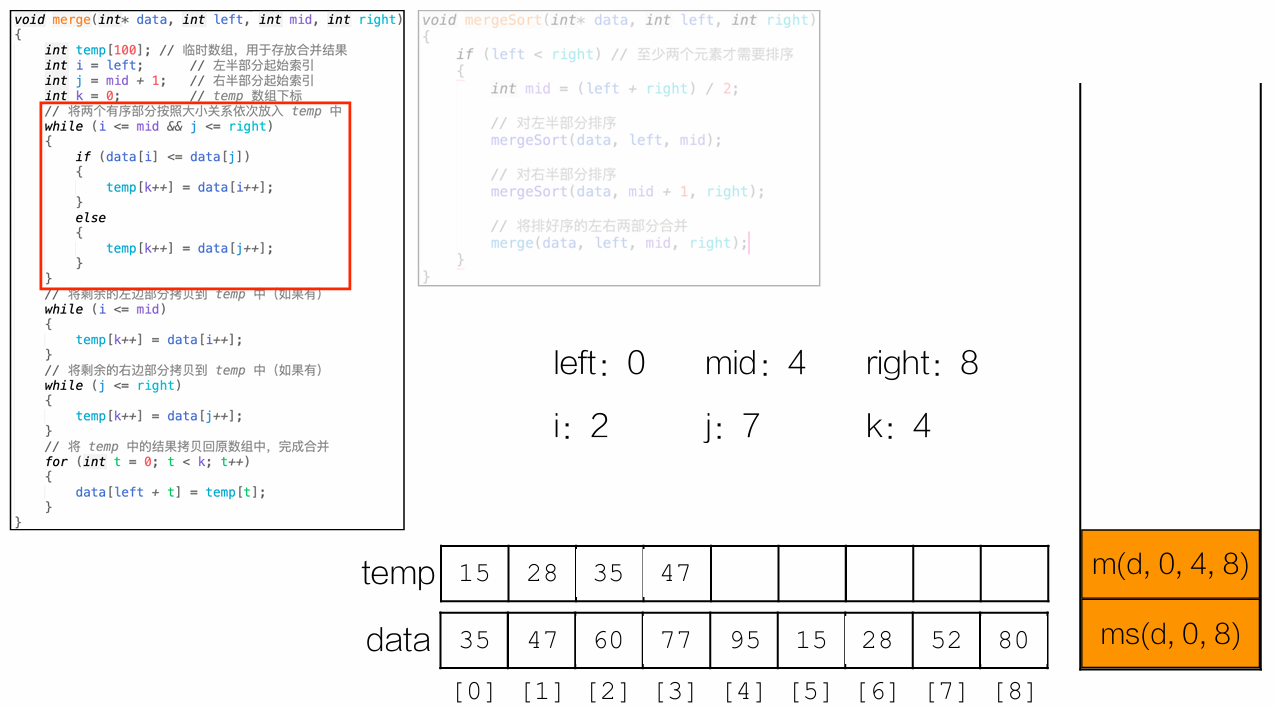 void merge(int* data, int left, int mid, int right)
{
    int temp[100]; // 临时数组，用于存放合并结果
    int i = left;      // 左半部分起始索引
    int j = mid + 1;   // 右半部分起始索引
    int k = 0;         // temp 数组下标
    // 将两个有序部分按照大小关系依次放入 temp 中
    while (i <= mid && j <= right)
    {
        if (data[i] <= data[j])
        {
            temp[k++] = data[i++];
        }
        else
        {
            temp[k++] = data[j++];
        }
    }
    // 将剩余的左边部分拷贝到 temp 中（如果有）
    while (i <= mid)
    {
        temp[k++] = data[i++];
    }
    // 将剩余的右边部分拷贝到 temp 中（如果有）
    while (j <= right)
    {
        temp[k++] = data[j++];
    }
    // 将 temp 中的结果拷贝回原数组中，完成合并
    for (int t = 0; t < k; t++)
    {
        data[left + t] = temp[t];
    }
}
void mergeSort(int* data, int left, int right)
{
    if (left < right) // 至少两个元素才需要排序
    {
        int mid = (left + right) / 2;

        // 对左半部分排序
        mergeSort(data, left, mid);

        // 对右半部分排序
        mergeSort(data, mid + 1, right);

        // 将排好序的左右两部分合并
        merge(data, left, mid, right);
    }
}
left: 0 mid: 4 right: 8
i: 2 j: 7 k: 4
temp 15 28 35 47
data 35 47 60 77 95 15 28 52 80
[0] [1] [2] [3] [4] [5] [6] [7] [8]
m(d, 0, 4, 8)
ms(d, 0, 8)